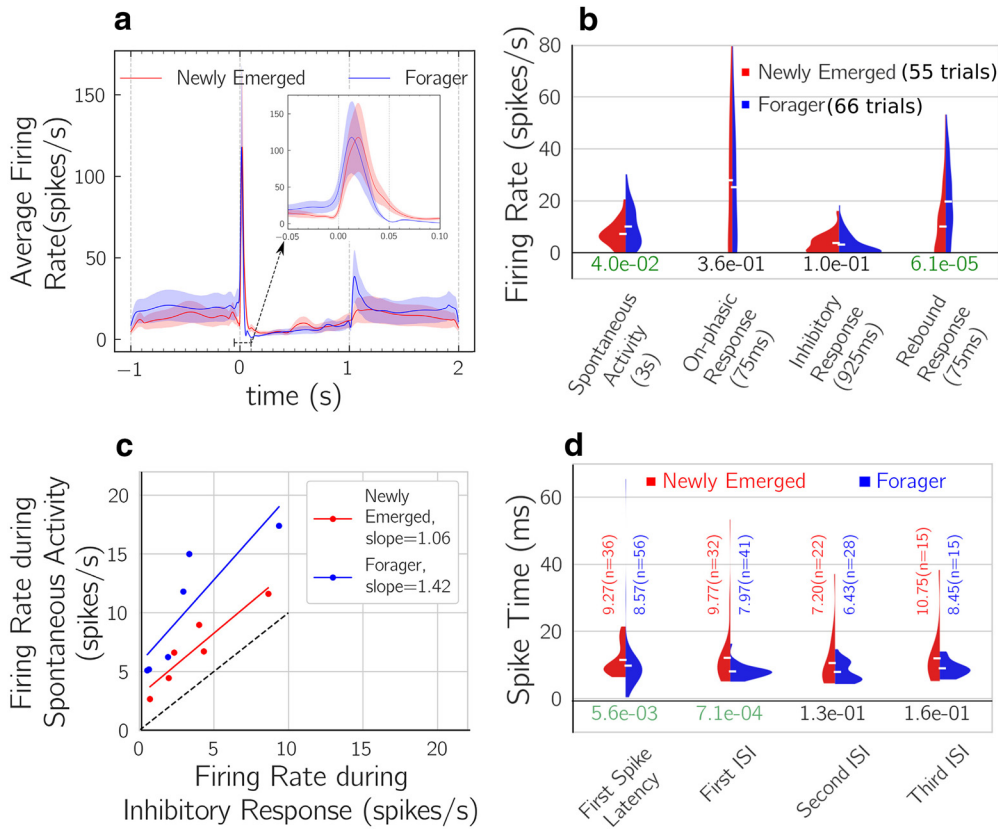 a
Newly Emerged
Forager
Average Firing
Rate(spikes/s)
150
100
50
0
−1
0
1
2
time (s)
150
100
50
0
−0.05
0.00
0.05
0.10
b
Firing Rate (spikes/s)
80
60
40
20
0
Newly Emerged (55 trials)
Forager(66 trials)
4.0e-02
3.6e-01
1.0e-01
6.1e-05
Spontaneous
Activity
(3s)
On-phasic
Response
(75ms)
Inhibitory
Response
(925ms)
Rebound
Response
(75ms)
c
Firing Rate during
Spontaneous Activity
(spikes/s)
20
15
10
5
0
0
5
10
15
20
Newly
Emerged,
slope=1.06
Forager,
slope=1.42
Firing Rate during
Inhibitory Response (spikes/s)
d
Spike Time (ms)
60
40
20
0
Newly Emerged
Forager
9.27(n=36)
8.57(n=56)
9.77(n=32)
7.97(n=41)
7.20(n=22)
6.43(n=28)
10.75(n=15)
8.45(n=15)
5.6e-03
7.1e-04
1.3e-01
1.6e-01
First Spike
Latency
First ISI
Second ISI
Third ISI